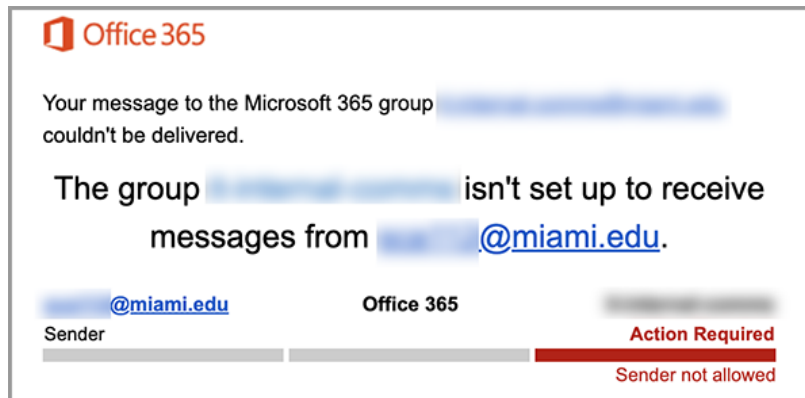 Office 365
Your message to the Microsoft 365 group
couldn't be delivered.
The group isn't set up to receive
messages from @miami.edu.
@miami.edu Office 365
Sender Action Required
Sender not allowed